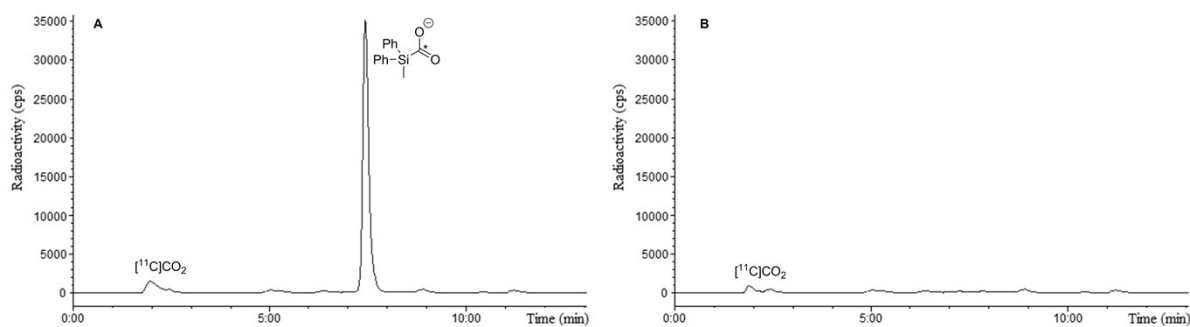 A
35000
30000
25000
20000
15000
10000
5000
0
Radioactivity (cps)
0:00
5:00
10:00
Time (min)
[¹¹C]CO₂
O⊖
Ph
*
Ph-Si
O
B
35000
30000
25000
20000
15000
10000
5000
0
Radioactivity (cps)
0:00
5:00
10:00
Time (min)
[¹¹C]CO₂